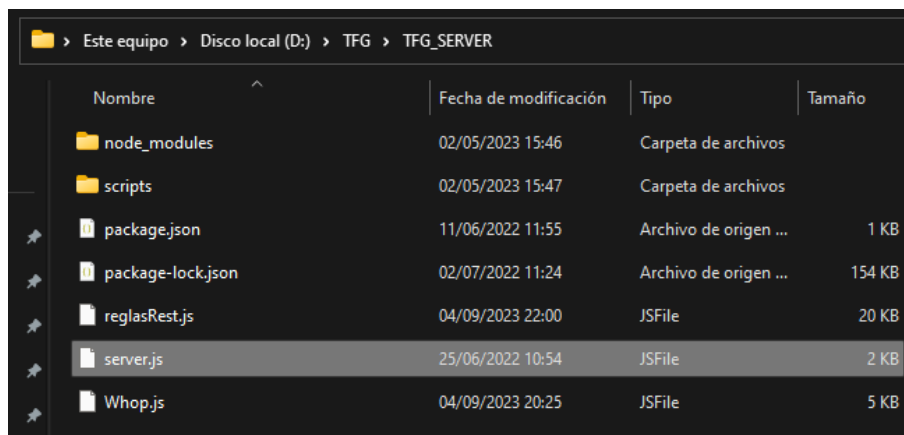 Este equipo > Disco local (D:) > TFG > TFG_SERVER
Nombre Fecha de modificación Tipo Tamaño
node_modules 02/05/2023 15:46 Carpeta de archivos
scripts 02/05/2023 15:47 Carpeta de archivos
package.json 11/06/2022 11:55 Archivo de origen ... 1 KB
package-lock.json 02/07/2022 11:24 Archivo de origen ... 154 KB
reglasRest.js 04/09/2023 22:00 JSFile 20 KB
server.js 25/06/2022 10:54 JSFile 2 KB
Whop.js 04/09/2023 20:25 JSFile 5 KB